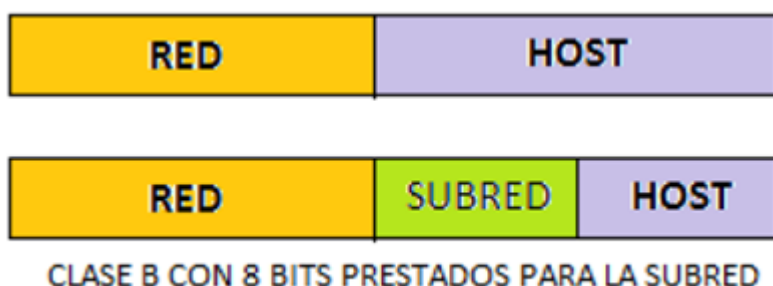 RED HOST
RED SUBRED HOST
CLASE B CON 8 BITS PRESTADOS PARA LA SUBRED